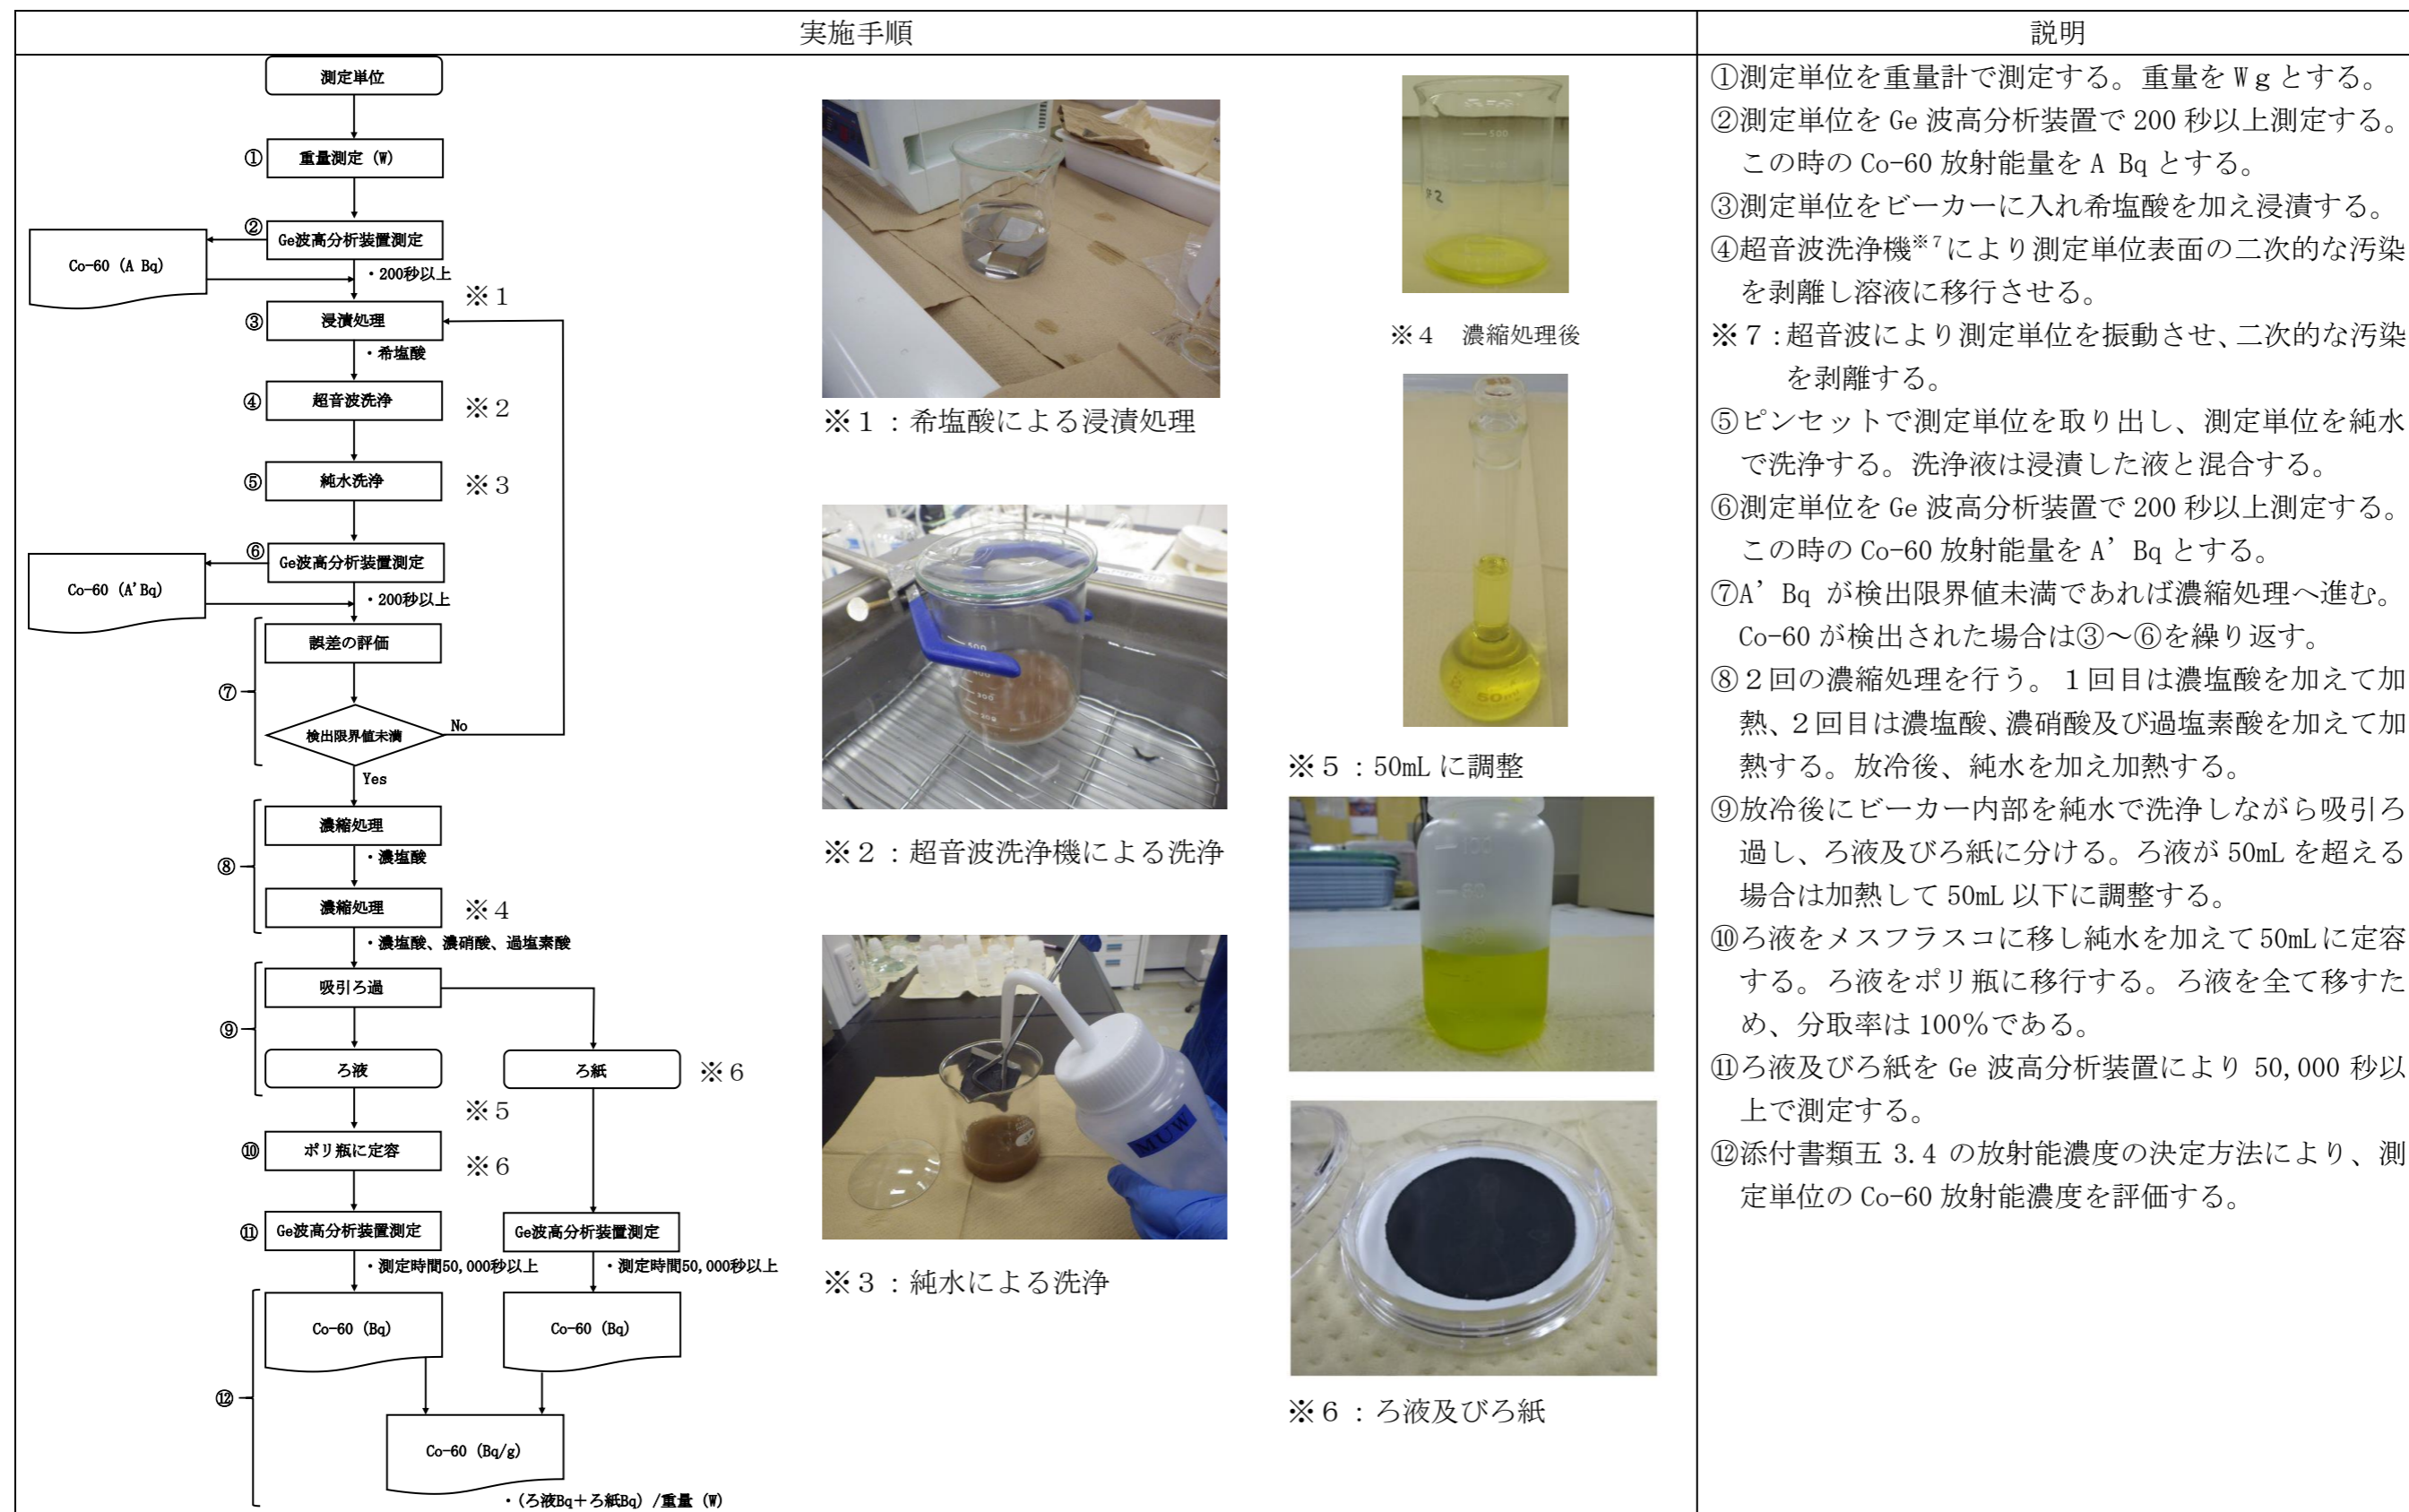 実施手順
説明
測定単位
① 重量測定 (W)
② Ge波高分析装置測定
Co-60 (A Bq)
・200秒以上
※１
③ 浸漬処理
・希塩酸
④ 超音波洗浄 ※２
⑤ 純水洗浄 ※３
⑥ Ge波高分析装置測定
Co-60 (A'Bq)
・200秒以上
誤差の評価
⑦
検出限界値未満
No
Yes
濃縮処理
・濃塩酸
⑧
濃縮処理 ※４
・濃塩酸、濃硝酸、過塩素酸
吸引ろ過
⑨
ろ液
ろ紙 ※６
※５
⑩ ポリ瓶に定容 ※６
⑪ Ge波高分析装置測定
Ge波高分析装置測定
・測定時間50,000秒以上
・測定時間50,000秒以上
Co-60 (Bq)
Co-60 (Bq)
⑫
Co-60 (Bq/g)
・(ろ液Bq＋ろ紙Bq) /重量 (W)
※１：希塩酸による浸漬処理
500
400
300
200
※２：超音波洗浄機による洗浄
MUW
※３：純水による洗浄
500
※４　濃縮処理後
50
※５：50mLに調整
100
※６：ろ液及びろ紙
①測定単位を重量計で測定する。重量をＷｇとする。
②測定単位を Ge 波高分析装置で 200 秒以上測定する。
この時の Co-60 放射能量を A Bq とする。
③測定単位をビーカーに入れ希塩酸を加え浸漬する。
④超音波洗浄機※７により測定単位表面の二次的な汚染
を剥離し溶液に移行させる。
※７:超音波により測定単位を振動させ、二次的な汚染
を剥離する。
⑤ピンセットで測定単位を取り出し、測定単位を純水
で洗浄する。洗浄液は浸漬した液と混合する。
⑥測定単位を Ge 波高分析装置で 200 秒以上測定する。
この時の Co-60 放射能量を A’ Bq とする。
⑦A’ Bq が検出限界値未満であれば濃縮処理へ進む。
Co-60 が検出された場合は③～⑥を繰り返す。
⑧２回の濃縮処理を行う。１回目は濃塩酸を加えて加
熱、２回目は濃塩酸、濃硝酸及び過塩素酸を加えて加
熱する。放冷後、純水を加え加熱する。
⑨放冷後にビーカー内部を純水で洗浄しながら吸引ろ
過し、ろ液及びろ紙に分ける。ろ液が 50mL を超える
場合は加熱して 50mL 以下に調整する。
⑩ろ液をメスフラスコに移し純水を加えて50mLに定容
する。ろ液をポリ瓶に移行する。ろ液を全て移すた
め、分取率は 100％である。
⑪ろ液及びろ紙を Ge 波高分析装置により 50,000 秒以
上で測定する。
⑫添付書類五 3.4 の放射能濃度の決定方法により、測
定単位の Co-60 放射能濃度を評価する。